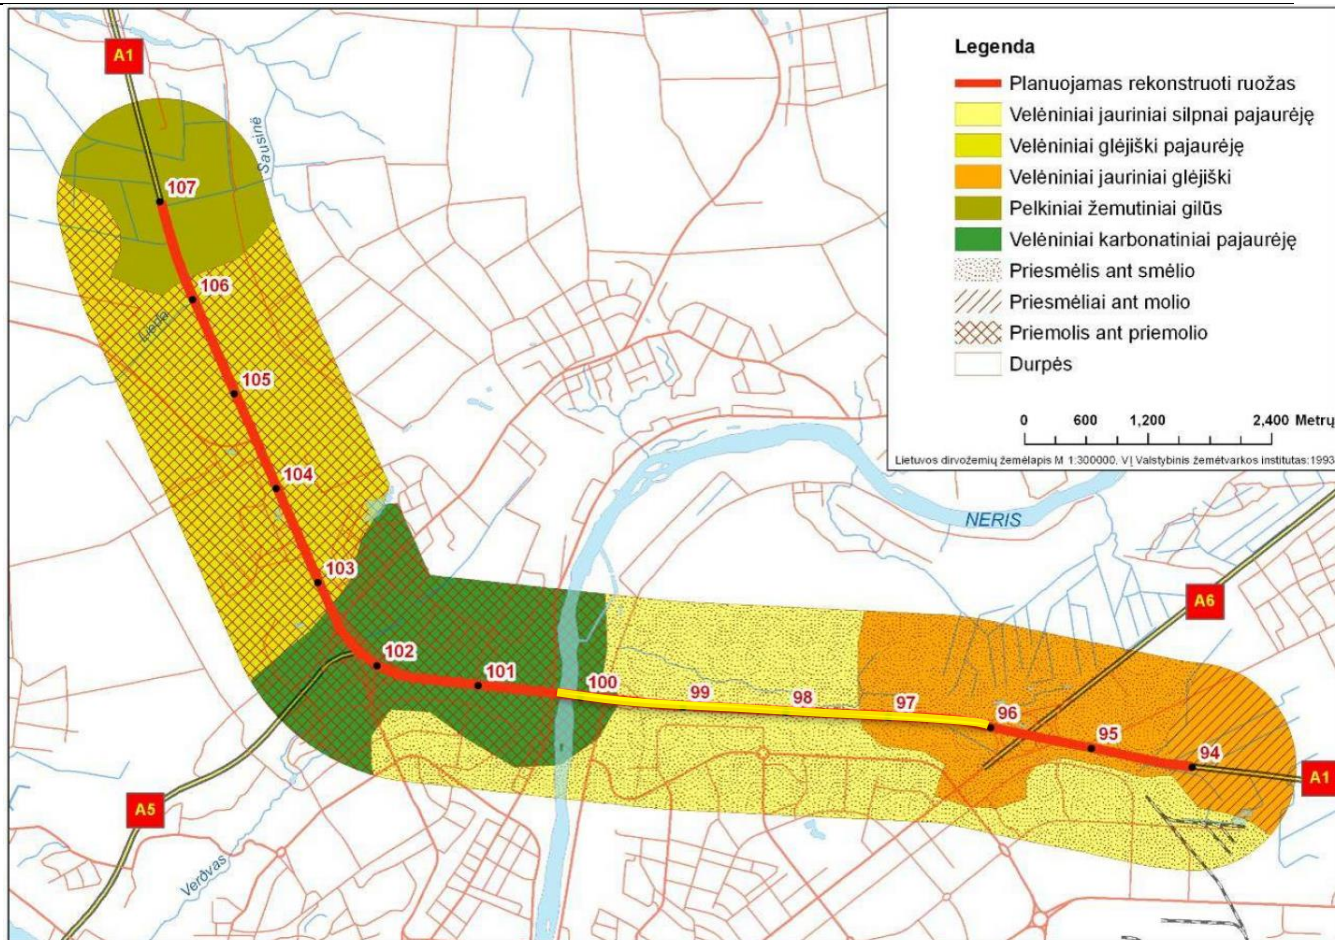 A1
Legenda
Planuojamas rekonstruoti ruožas
Velėniniai jauriniai silpnai pajaurėję
Velėniniai glėjiški pajaurėję
Velėniniai jauriniai glėjiški
Pelkiniai žemutiniai gilūs
Velėniniai karbonatiniai pajaurėję
Priesmėlis ant smėlio
Priesmėliai ant molio
Priemolis ant priemolio
Durpės
0 600 1,200 2,400 Metrų
Lietuvos dirvožemių žemėlapis M 1:300000, VĮ Valstybinis žemėtvarkos institutas:1993
Sausinė
107
106
Liepa
105
104
NERIS
103
A6
102
101
100
99
98
97
96
95
94
A1
A5
Verdvas